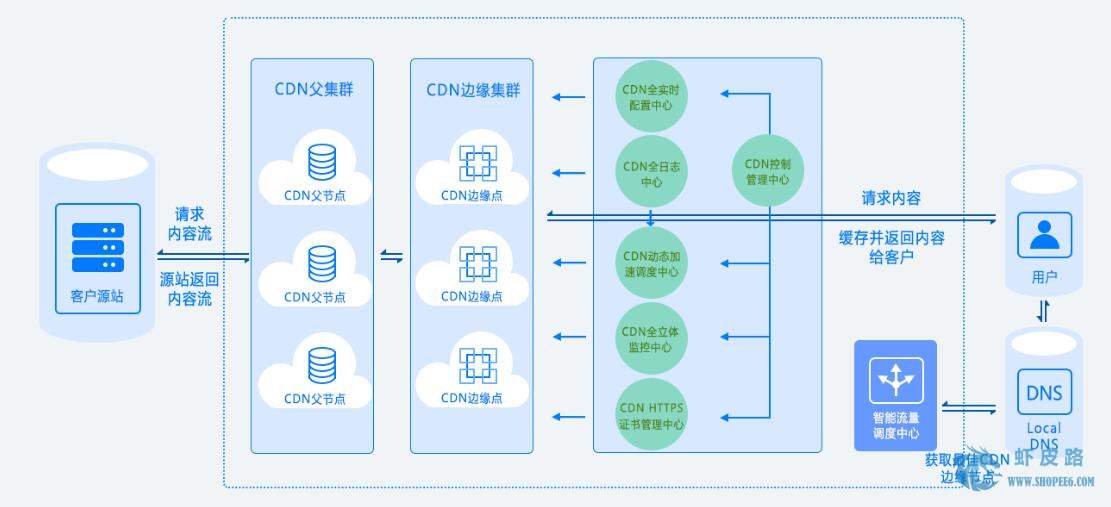 CDN父集群
CDN父节点
CDN父节点
CDN父节点
CDN边缘集群
CDN边缘点
CDN边缘点
CDN边缘点
CDN全实时
配置中心
CDN全日志
中心
CDN动态加
速调度中心
CDN全立体
监控中心
CDN HTTPS
证书管理中心
CDN控制
管理中心
客户源站
请求
内容流
源站返回
内容流
请求内容
缓存并返回内容
给客户
用户
DNS
Local
DNS
智能流量
调度中心
获取最佳CDN
边缘节点
虾皮路
WWW.SHOPEE6.COM